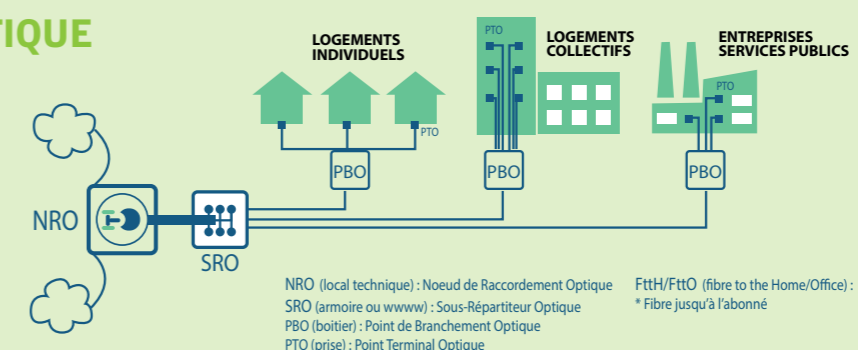 TIQUE
LOGEMENTS
INDIVIDUELS
PTO
LOGEMENTS
COLLECTIFS
ENTREPRISES
SERVICES PUBLICS
PTO
PTO
PBO
PBO
PBO
NRO
SRO
NRO (local technique) : Noeud de Raccordement Optique
SRO (armoire ou wwww) : Sous-Répartiteur Optique
PBO (boitier) : Point de Branchement Optique
PTO (prise) : Point Terminal Optique
FttH/FttO (fibre to the Home/Office) :
* Fibre jusqu'à l'abonné